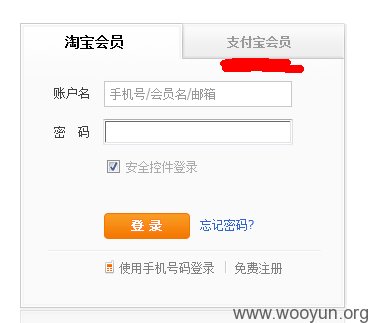 淘宝会员 支付宝会员
账户名 手机号/会员名/邮箱
密 码
安全控件登录
登 录 忘记密码?
使用手机号码登录 | 免费注册
www.wooyun.org